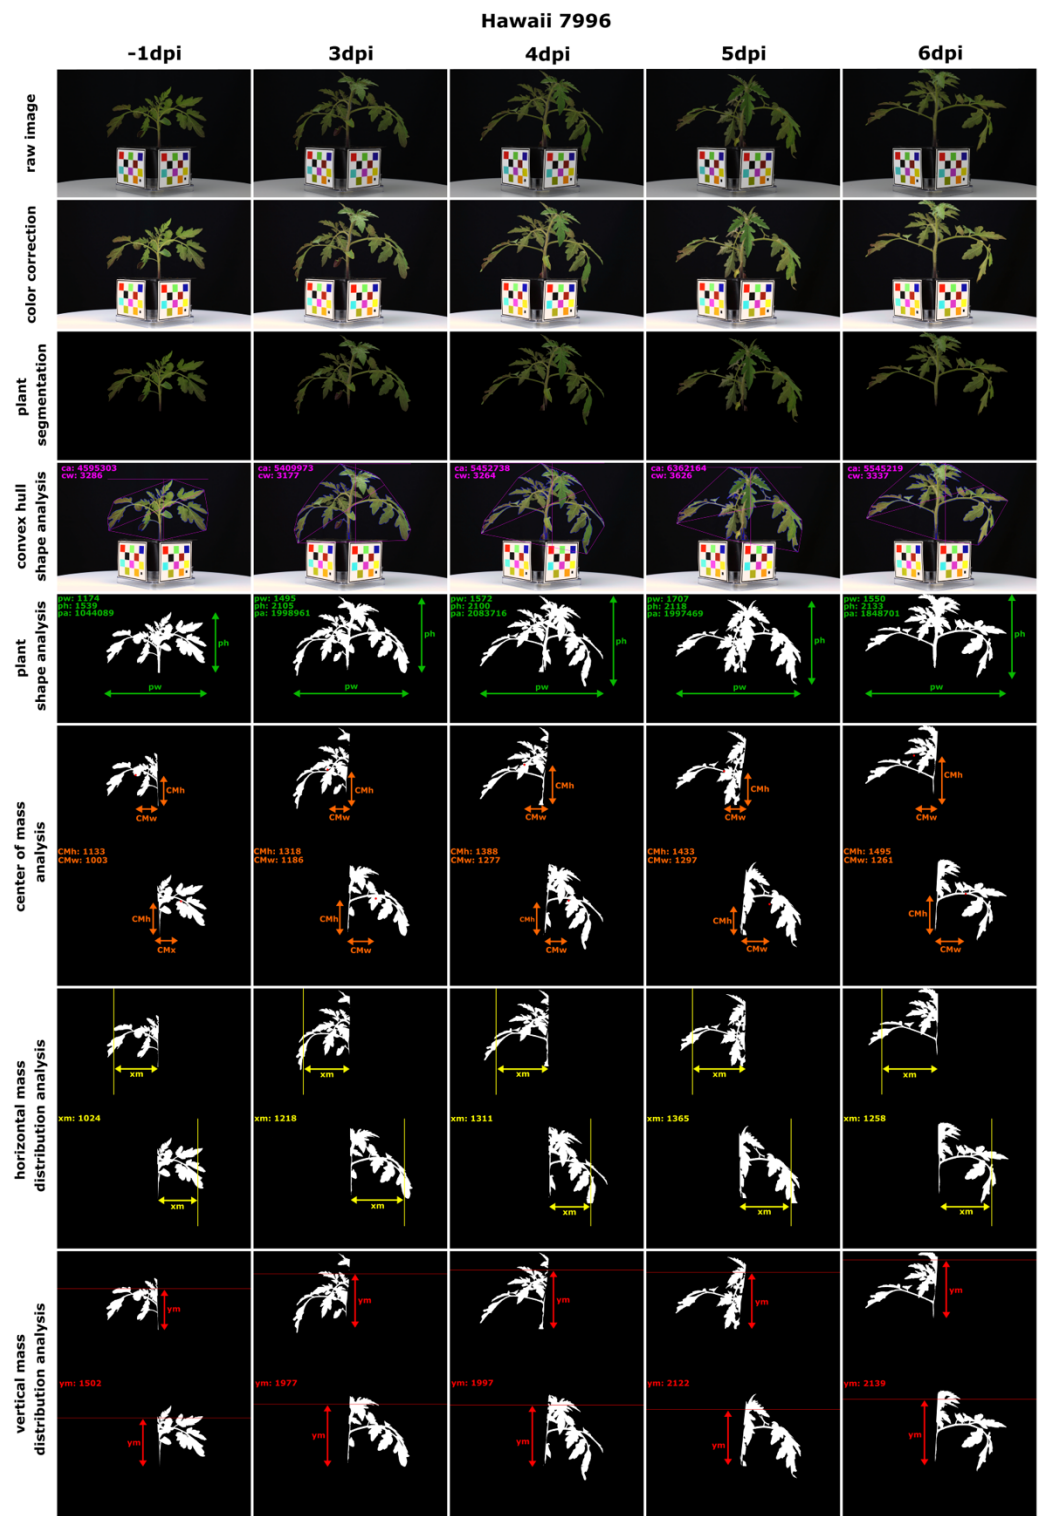 Hawaii 7996
-1dpi 3dpi 4dpi 5dpi 6dpi
raw image
color correction
plant
segmentation
convex hull
shape analysis
ca: 4595303
cw: 3286
ca: 5409973
cw: 3177
ca: 5452738
cw: 3264
ca: 6362164
cw: 3626
ca: 5545219
cw: 3337
plant
shape analysis
pw: 1174
ph: 1539
pa: 1044089
ph
pw
pw: 1495
ph: 2105
pa: 1998961
ph
pw
pw: 1572
ph: 2100
pa: 2083716
ph
pw
pw: 1707
ph: 2118
pa: 1997469
ph
pw
pw: 1550
ph: 2133
pa: 1848701
ph
pw
center of mass
analysis
CMh
CMw
CMh
CMw
CMh
CMw
CMh
CMw
CMh
CMw
CMh: 1133
CMw: 1003
CMh
CMx
CMh: 1318
CMw: 1186
CMh
CMw
CMh: 1388
CMw: 1277
CMh
CMw
CMh: 1433
CMw: 1297
CMh
CMw
CMh: 1495
CMw: 1261
CMh
CMw
horizontal mass
distribution analysis
xm
xm
xm
xm
xm
xm: 1024
xm
xm: 1218
xm
xm: 1311
xm
xm: 1365
xm
xm: 1258
xm
vertical mass
distribution analysis
ym
ym
ym
ym
ym
ym: 1502
ym
ym: 1977
ym
ym: 1997
ym
ym: 2122
ym
ym: 2139
ym